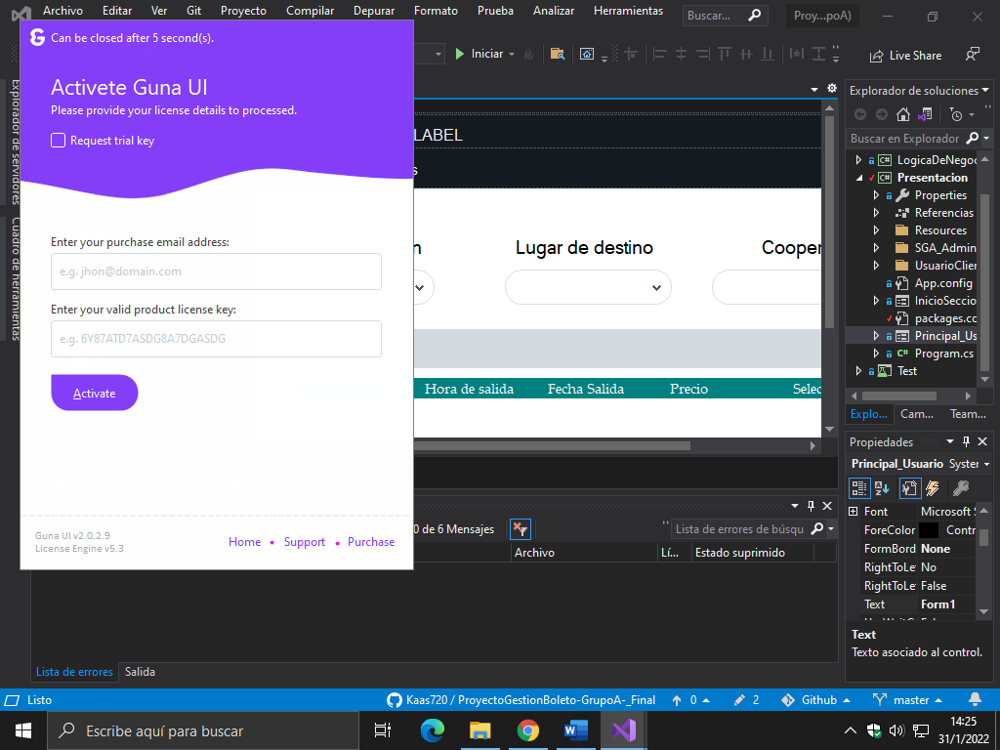 Archivo Editar Ver Git Proyecto Compilar Depurar Formato Prueba Analizar Herramientas Buscar... Proy...poA)
Can be closed after 5 second(s).
Activete Guna UI
Please provide your license details to processed.
Request trial key
Enter your purchase email address:
e.g. jhon@domain.com
Enter your valid product license key:
e.g. 6Y87ATD7ASDG8A7DGASDG
Activate
Guna UI v2.0.2.9
License Engine v5.3
Home • Support • Purchase
Explorador de servidores
Cuadro de herramientas
Iniciar
Live Share
LABEL
s
n
Lugar de destino
Cooper
Hora de salida Fecha Salida Precio Selec
0 de 6 Mensajes
Lista de errores de búsqu
Archivo Lí... Estado suprimido
Lista de errores Salida
Explorador de soluciones
Buscar en Explorador
LogicaDeNegoc
Presentacion
Properties
Referencias
Resources
SGA_Admin
UsuarioClier
App.config
InicioSeccio
packages.cc
Principal_Us
Program.cs
Test
Explo... Cam... Team...
Propiedades
Principal_Usuario Syster
Font Microsoft S
ForeColor Contr
FormBord None
RightToLe No
RightToLe False
Text Form1
Text
Texto asociado al control.
Listo
Kaas720 / ProyectoGestionBoleto-GrupoA-_Final
0
2
Github
master
Escribe aquí para buscar
14:25
31/1/2022